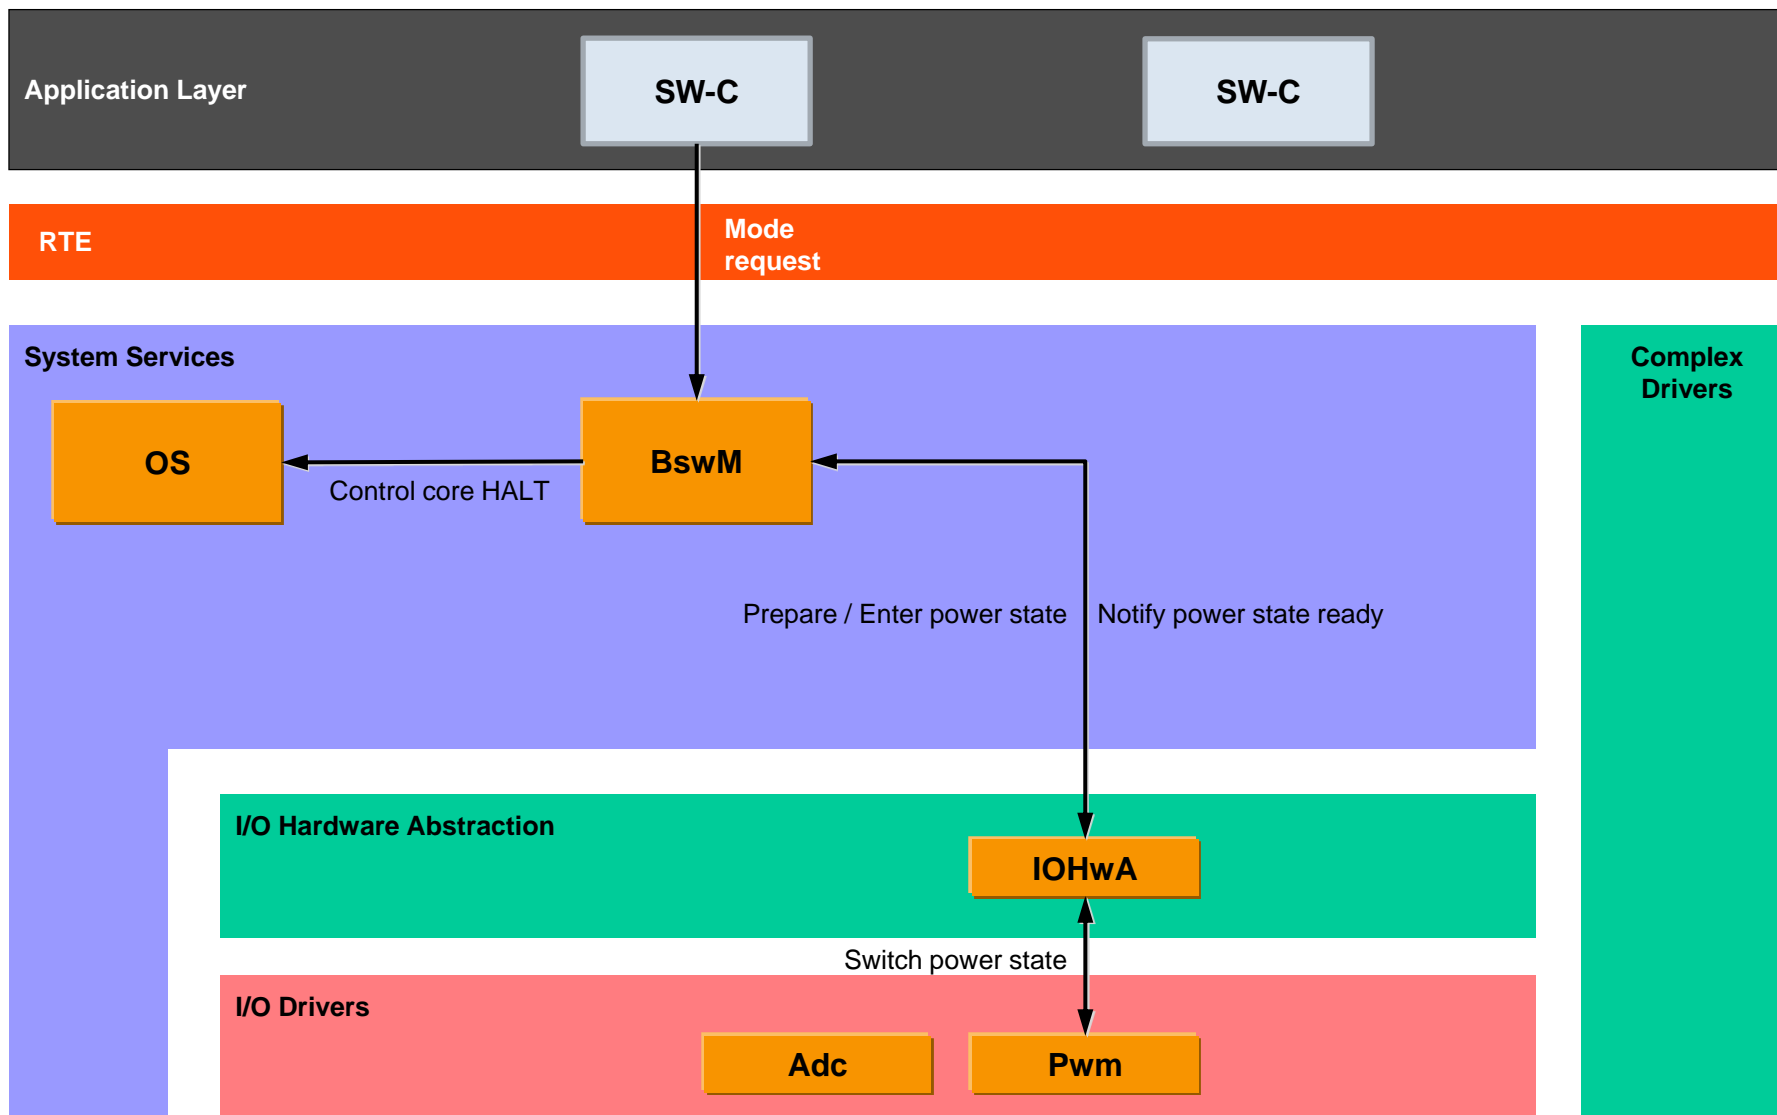 Application Layer
SW-C
SW-C
RTE
Mode
request
System Services
Complex
Drivers
OS
BswM
Control core HALT
Prepare / Enter power state
Notify power state ready
I/O Hardware Abstraction
IOHwA
Switch power state
I/O Drivers
Adc
Pwm